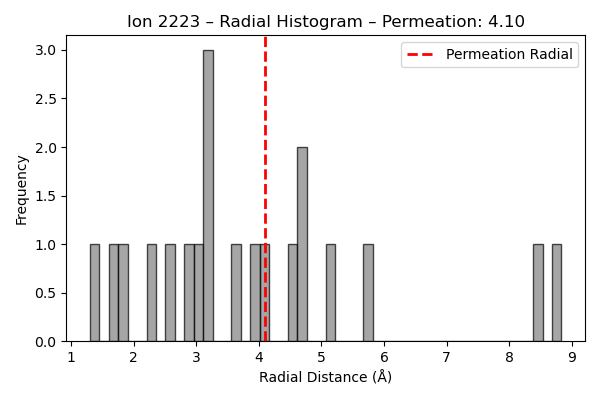 Ion 2223 – Radial Histogram – Permeation: 4.10
Permeation Radial
Frequency
3.0
2.5
2.0
1.5
1.0
0.5
0.0
1 2 3 4 5 6 7 8 9
Radial Distance (Å)